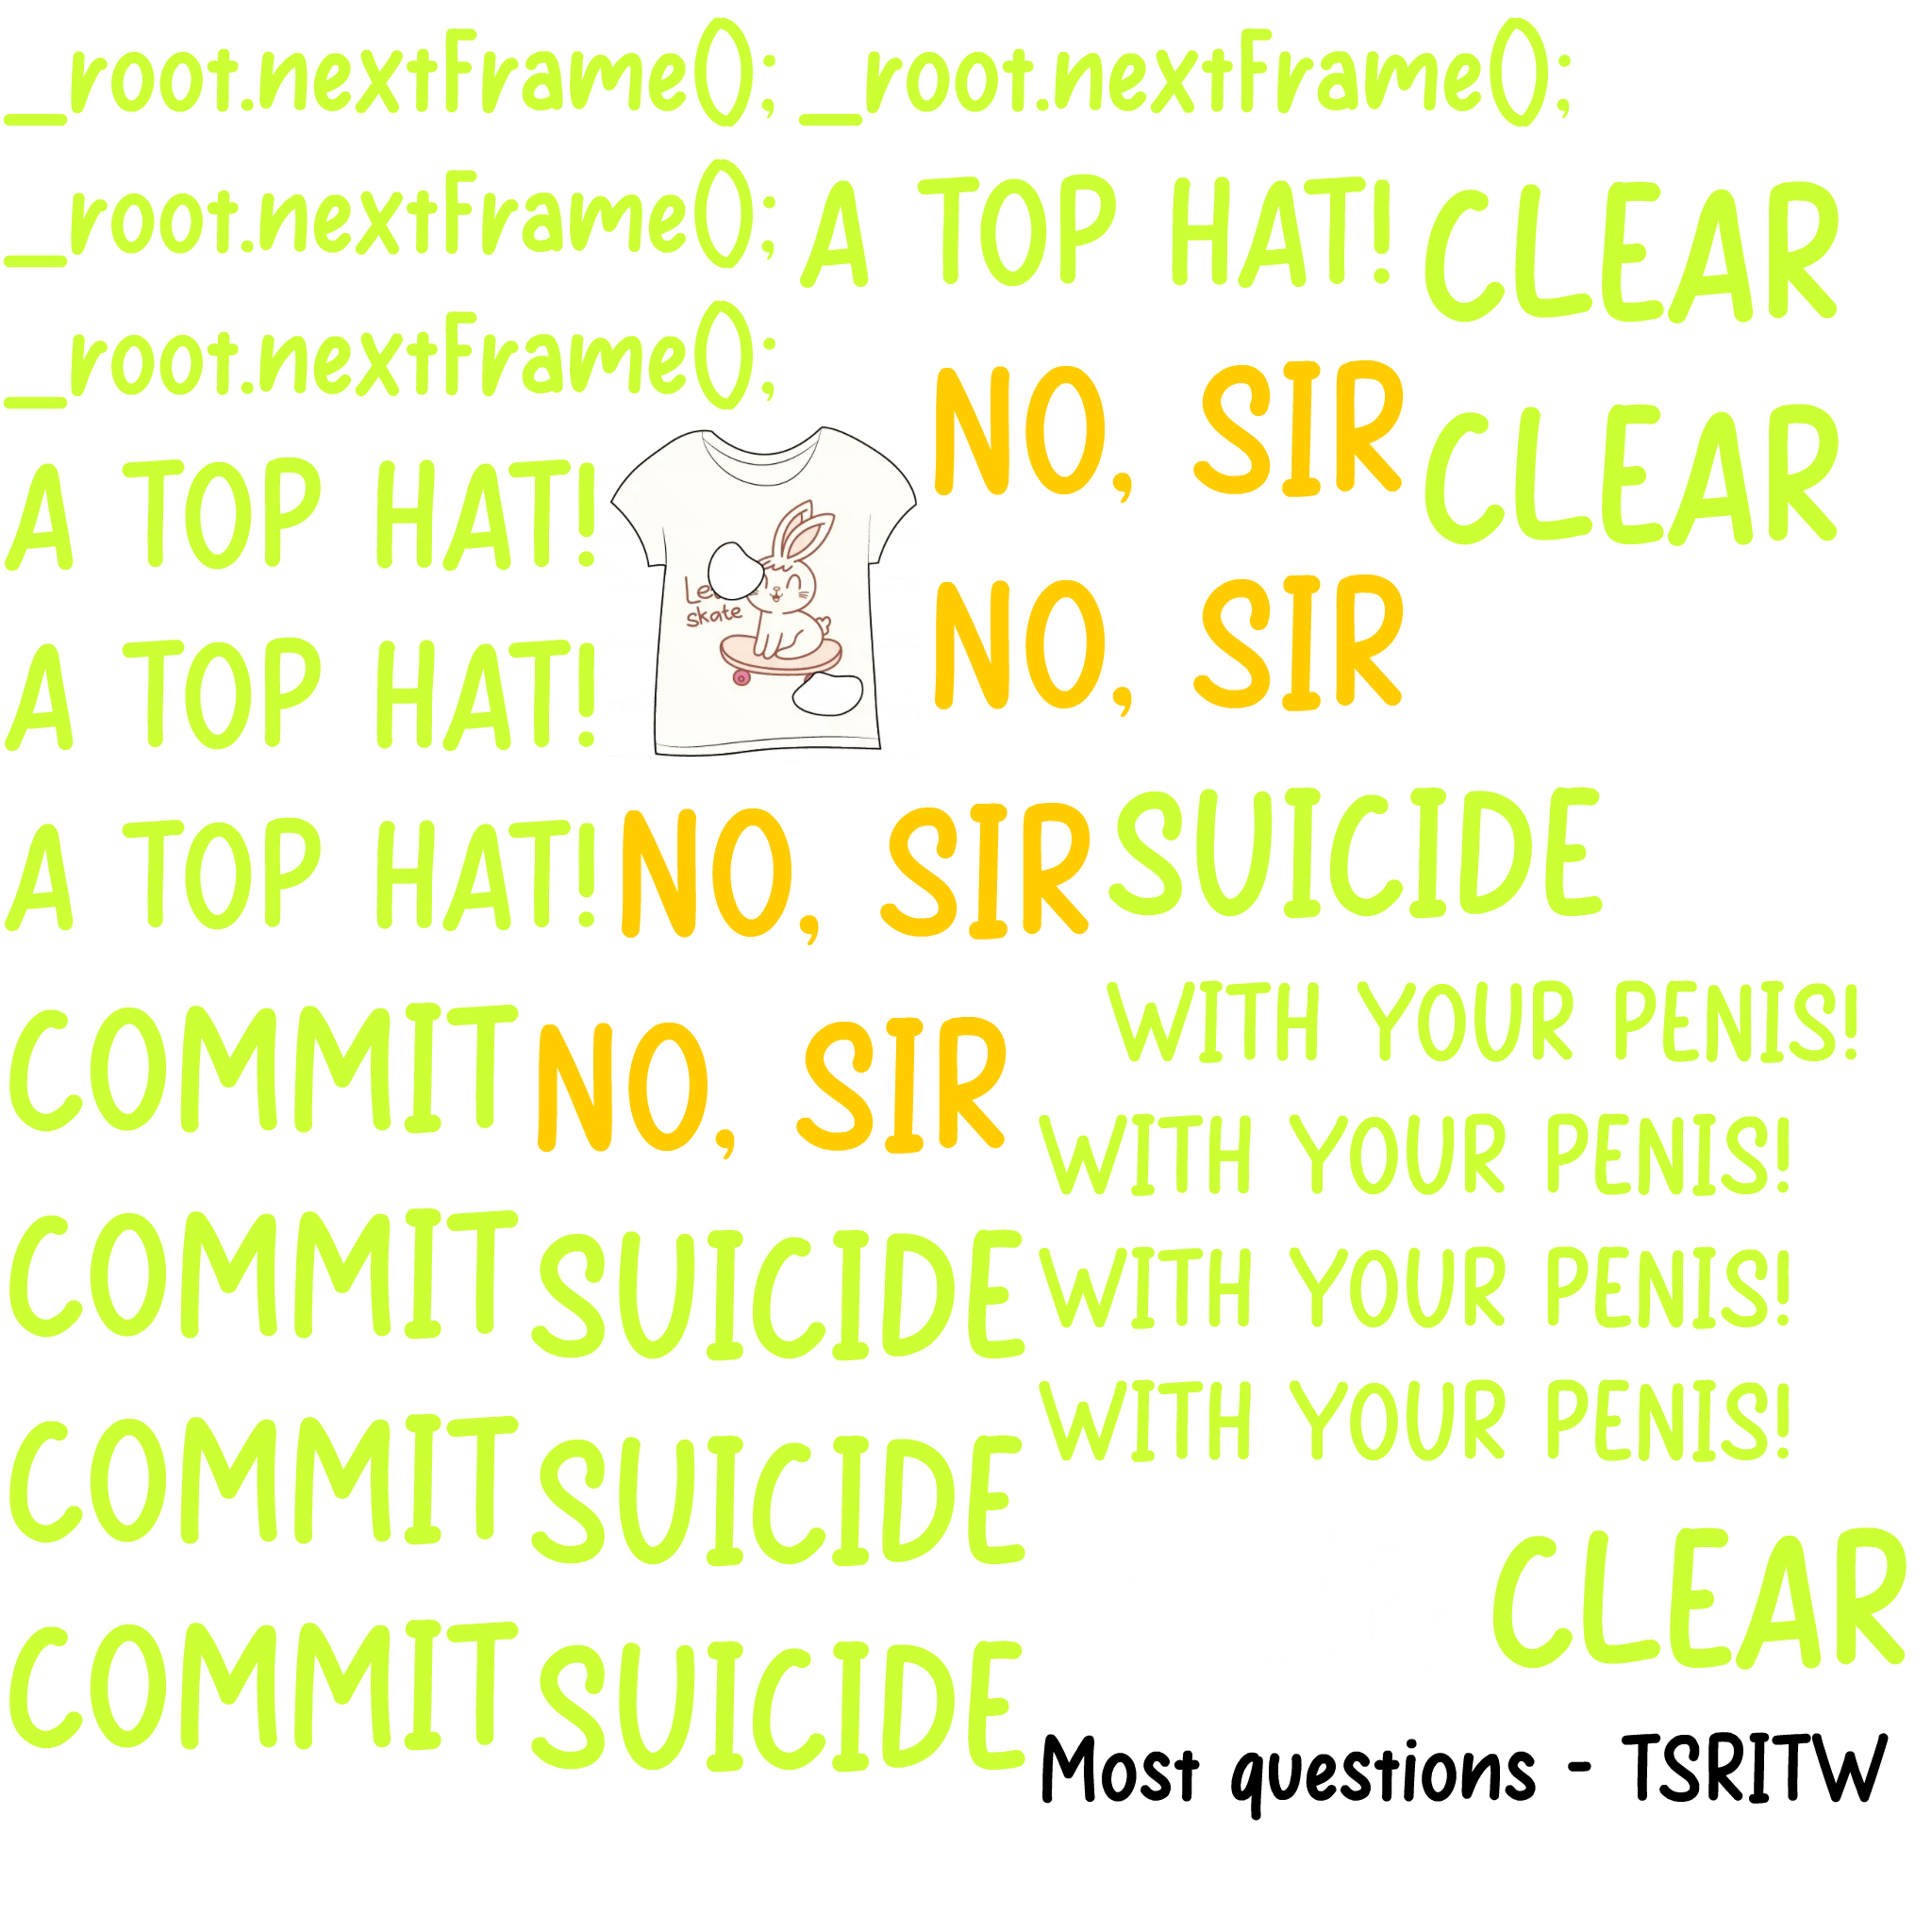 _root.nextFrame(); _root.nextFrame();
_root.nextFrame(); A TOP HAT! CLEAR
_root.nextFrame();
NO, SIR CLEAR
A TOP HAT!
skate
A TOP HAT! NO, SIR
A TOP HAT! NO, SIR SUICIDE
WITH YOUR PENIS!
COMMIT NO, SIR
WITH YOUR PENIS!
COMMIT SUICIDE WITH YOUR PENIS!
WITH YOUR PENIS!
COMMIT SUICIDE
CLEAR
COMMIT SUICIDE
Most questions - TSRITW